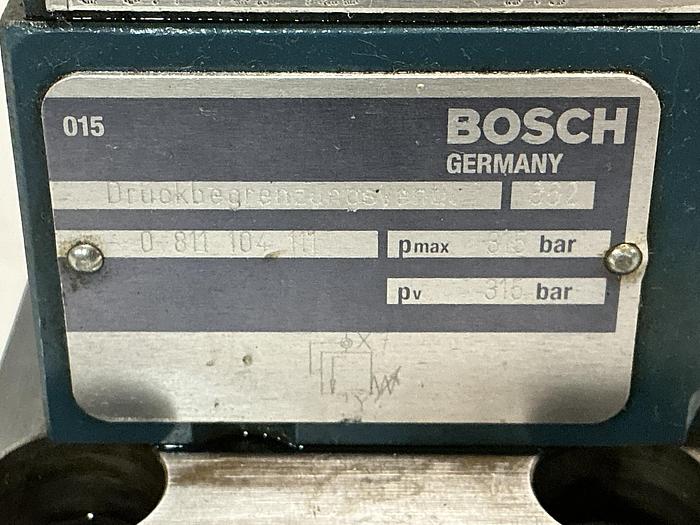 015
BOSCH
GERMANY
Druckbegrenzungsventil
0 811 104 111
pmax 315 bar
pv 315 bar
X
Y